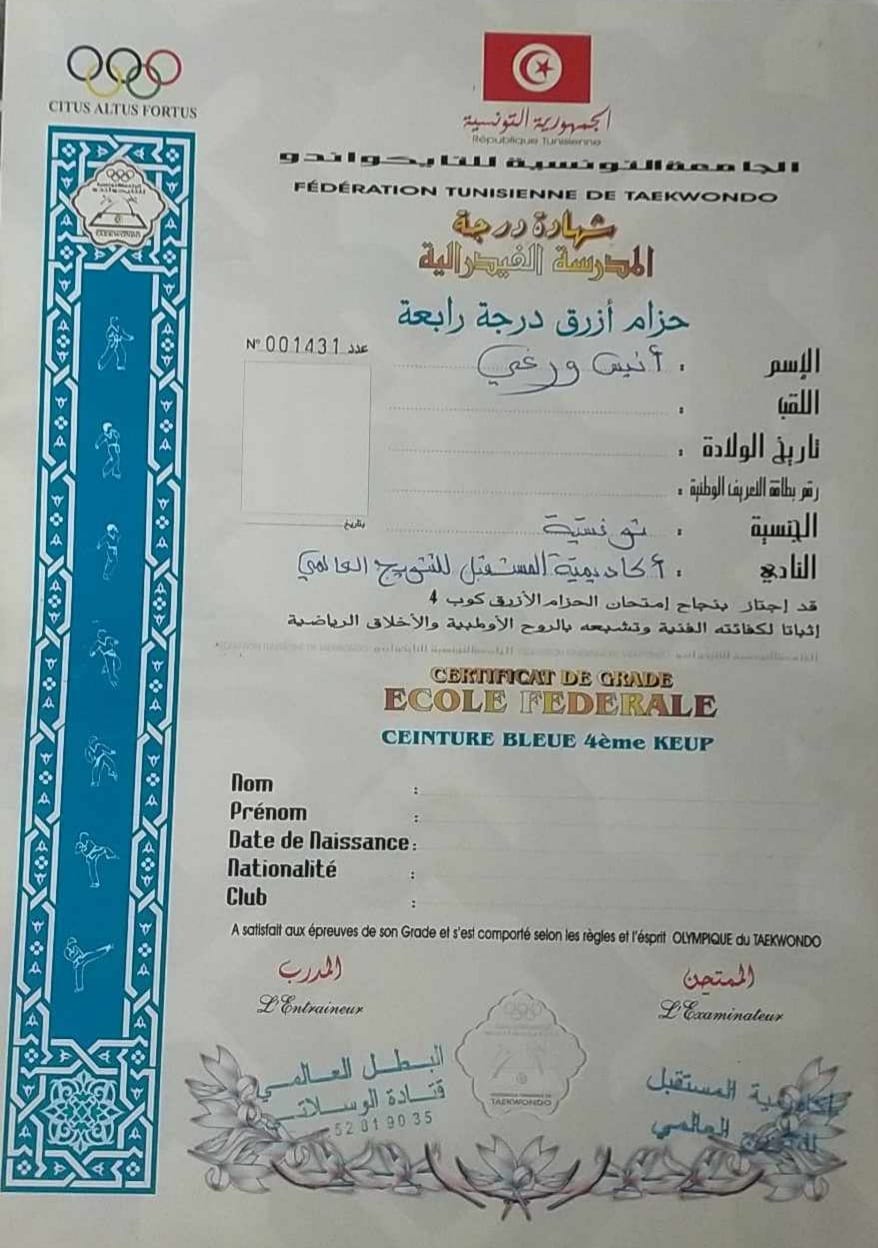 CITUS ALTUS FORTUS
الجمهورية التونسية
République Tunisienne
الجامعة التونسية للتايكواندو
FÉDÉRATION TUNISIENNE DE TAEKWONDO
شهادة درجة
المدرسة الفيدرالية
حزام أزرق درجة رابعة
N° 001431 عدد
الإسم : أنيس ورغي
اللقب :
تاريخ الولادة :
رقم بطاقة التعريف الوطنية :
الجنسية : تونسية
بتاريخ
النادي : أكاديمية المستقبل للتتويج العالمي
قد إجتاز بنجاح إمتحان الحزام الأزرق كوب 4
إثباتا لكفائته الفنية وتشبعه بالروح الأولمبية والأخلاق الرياضية
CERTIFICAT DE GRADE
ECOLE FEDERALE
CEINTURE BLEUE 4ème KEUP
Nom :
Prénom :
Date de Naissance :
Nationalité :
Club :
A satisfait aux épreuves de son Grade et s'est comporté selon les règles et l'ésprit OLYMPIQUE du TAEKWONDO
المدرب
L'Entraineur
الممتحن
L'Examinateur
البطل العالمي
قتادة الوسلاتي
52 019 035
TAEKWONDO
أكاديمية المستقبل
العالمي